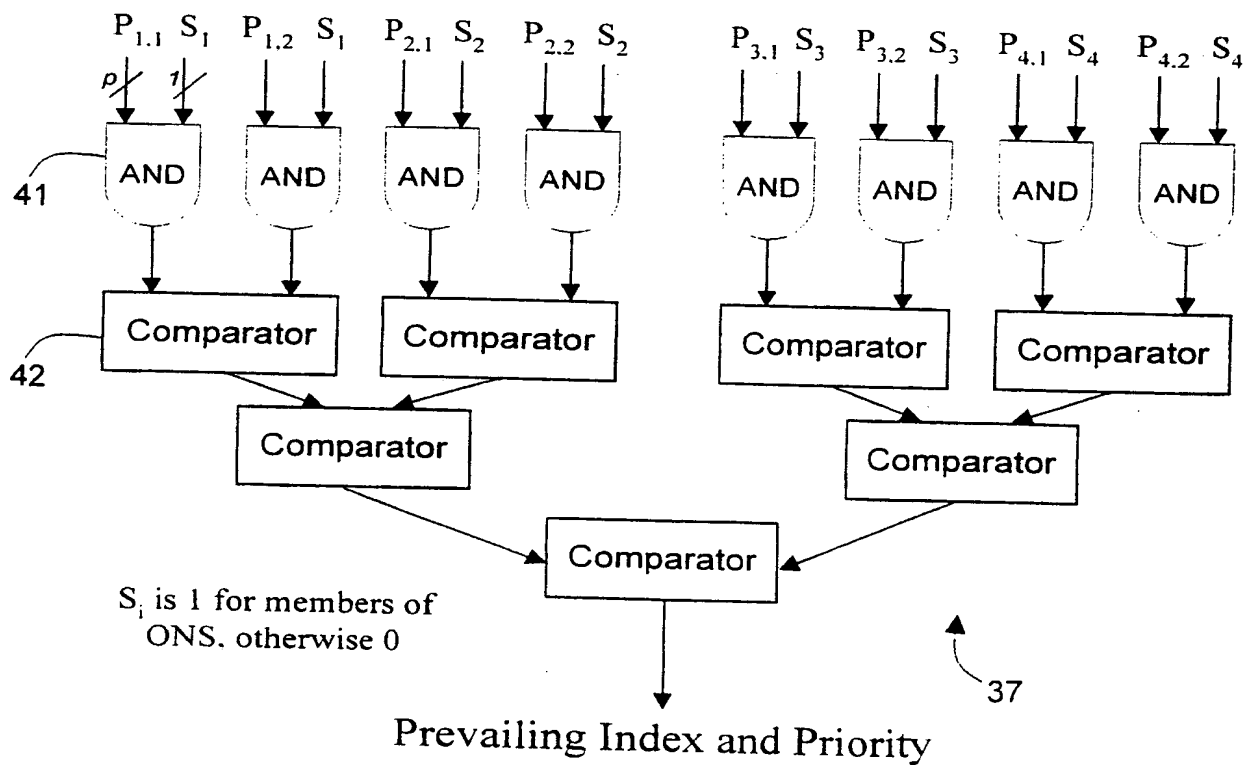 P1.1 S1 P1.2 S1 P2.1 S2 P2.2 S2 P3.1 S3 P3.2 S3 P4.1 S4 P4.2 S4
p 1
AND AND AND AND AND AND AND AND
41
Comparator Comparator Comparator Comparator
42
Comparator Comparator
Comparator
Si is 1 for members of
ONS. otherwise 0
37
Prevailing Index and Priority